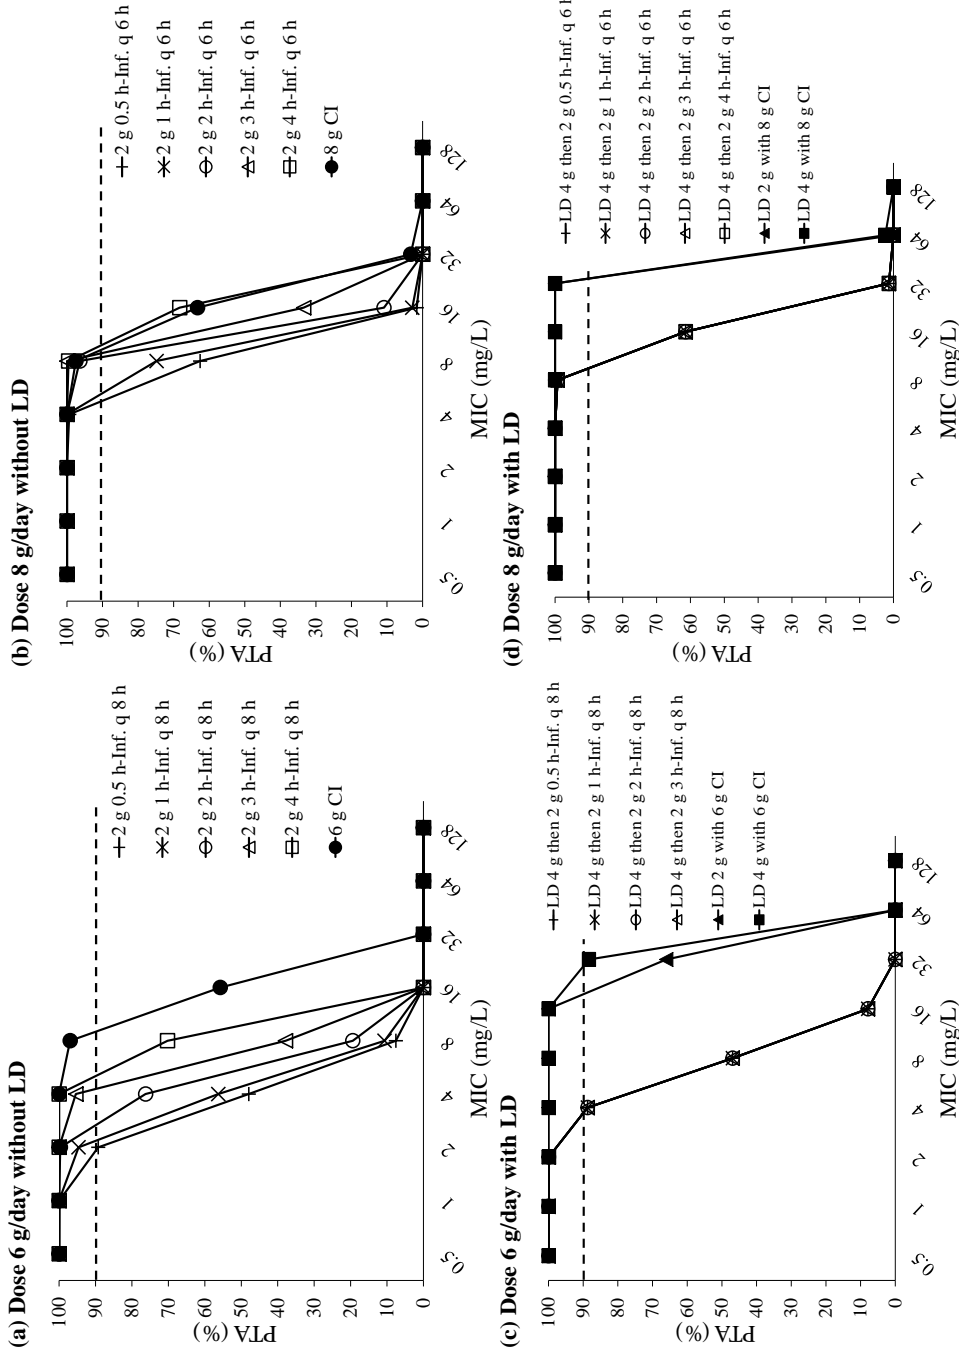 (a) Dose 6 g/day without LD
100
90
80
70
60
50
40
30
20
10
0
PTA (%)
0.5
1
2
4
8
16
32
64
128
MIC (mg/L)
2 g 0.5 h-Inf. q 8 h
2 g 1 h-Inf. q 8 h
2 g 2 h-Inf. q 8 h
2 g 3 h-Inf. q 8 h
2 g 4 h-Inf. q 8 h
6 g CI
(b) Dose 8 g/day without LD
100
90
80
70
60
50
40
30
20
10
0
PTA (%)
0.5
1
2
4
8
16
32
64
128
MIC (mg/L)
2 g 0.5 h-Inf. q 6 h
2 g 1 h-Inf. q 6 h
2 g 2 h-Inf. q 6 h
2 g 3 h-Inf. q 6 h
2 g 4 h-Inf. q 6 h
8 g CI
(c) Dose 6 g/day with LD
100
90
80
70
60
50
40
30
20
10
0
PTA (%)
0.5
1
2
4
8
16
32
64
128
MIC (mg/L)
LD 4 g then 2 g 0.5 h-Inf. q 8 h
LD 4 g then 2 g 1 h-Inf. q 8 h
LD 4 g then 2 g 2 h-Inf. q 8 h
LD 4 g then 2 g 3 h-Inf. q 8 h
LD 2 g with 6 g CI
LD 4 g with 6 g CI
(d) Dose 8 g/day with LD
100
90
80
70
60
50
40
30
20
10
0
PTA (%)
0.5
1
2
4
8
16
32
64
128
MIC (mg/L)
LD 4 g then 2 g 0.5 h-Inf. q 6 h
LD 4 g then 2 g 1 h-Inf. q 6 h
LD 4 g then 2 g 2 h-Inf. q 6 h
LD 4 g then 2 g 3 h-Inf. q 6 h
LD 4 g then 2 g 4 h-Inf. q 6 h
LD 2 g with 8 g CI
LD 4 g with 8 g CI